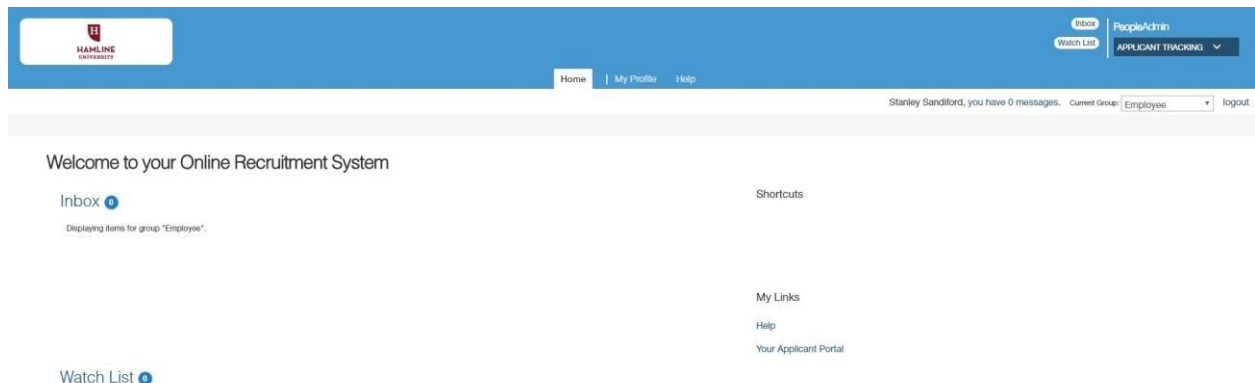 H
HAMLINE
UNIVERSITY
Inbox
PeopleAdmin
Watch List
APPLICANT TRACKING
Home | My Profile Help
Stanley Sandiford, you have 0 messages. Current Group: Employee logout
Welcome to your Online Recruitment System
Inbox 0
Shortcuts
Displaying items for group "Employee".
My Links
Help
Your Applicant Portal
Watch List 0